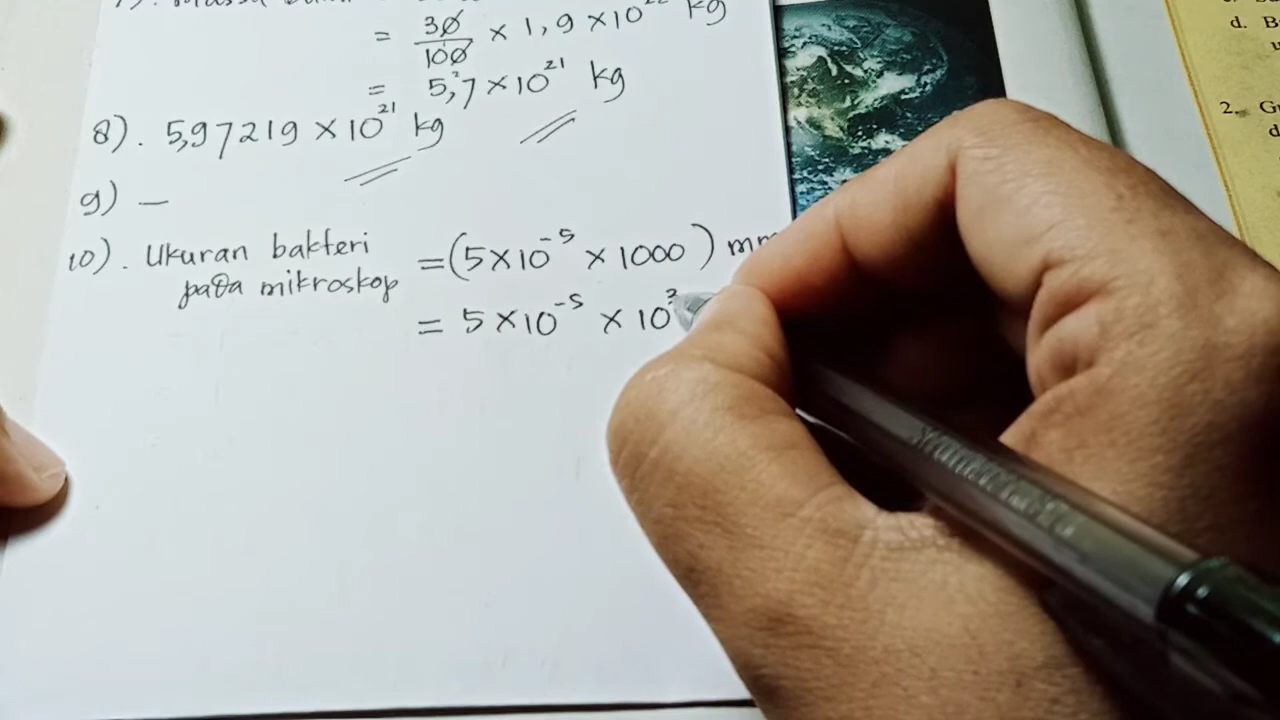 = 30/100 × 1,9 × 10²² kg
= 5,7 × 10²¹ kg
8). 5,97219 × 10²¹ kg
9) —
10). Ukuran bakteri
pada mikroskop
= (5 × 10⁻⁵ × 1000) mm
= 5 × 10⁻⁵ × 10³
d. B
2. G